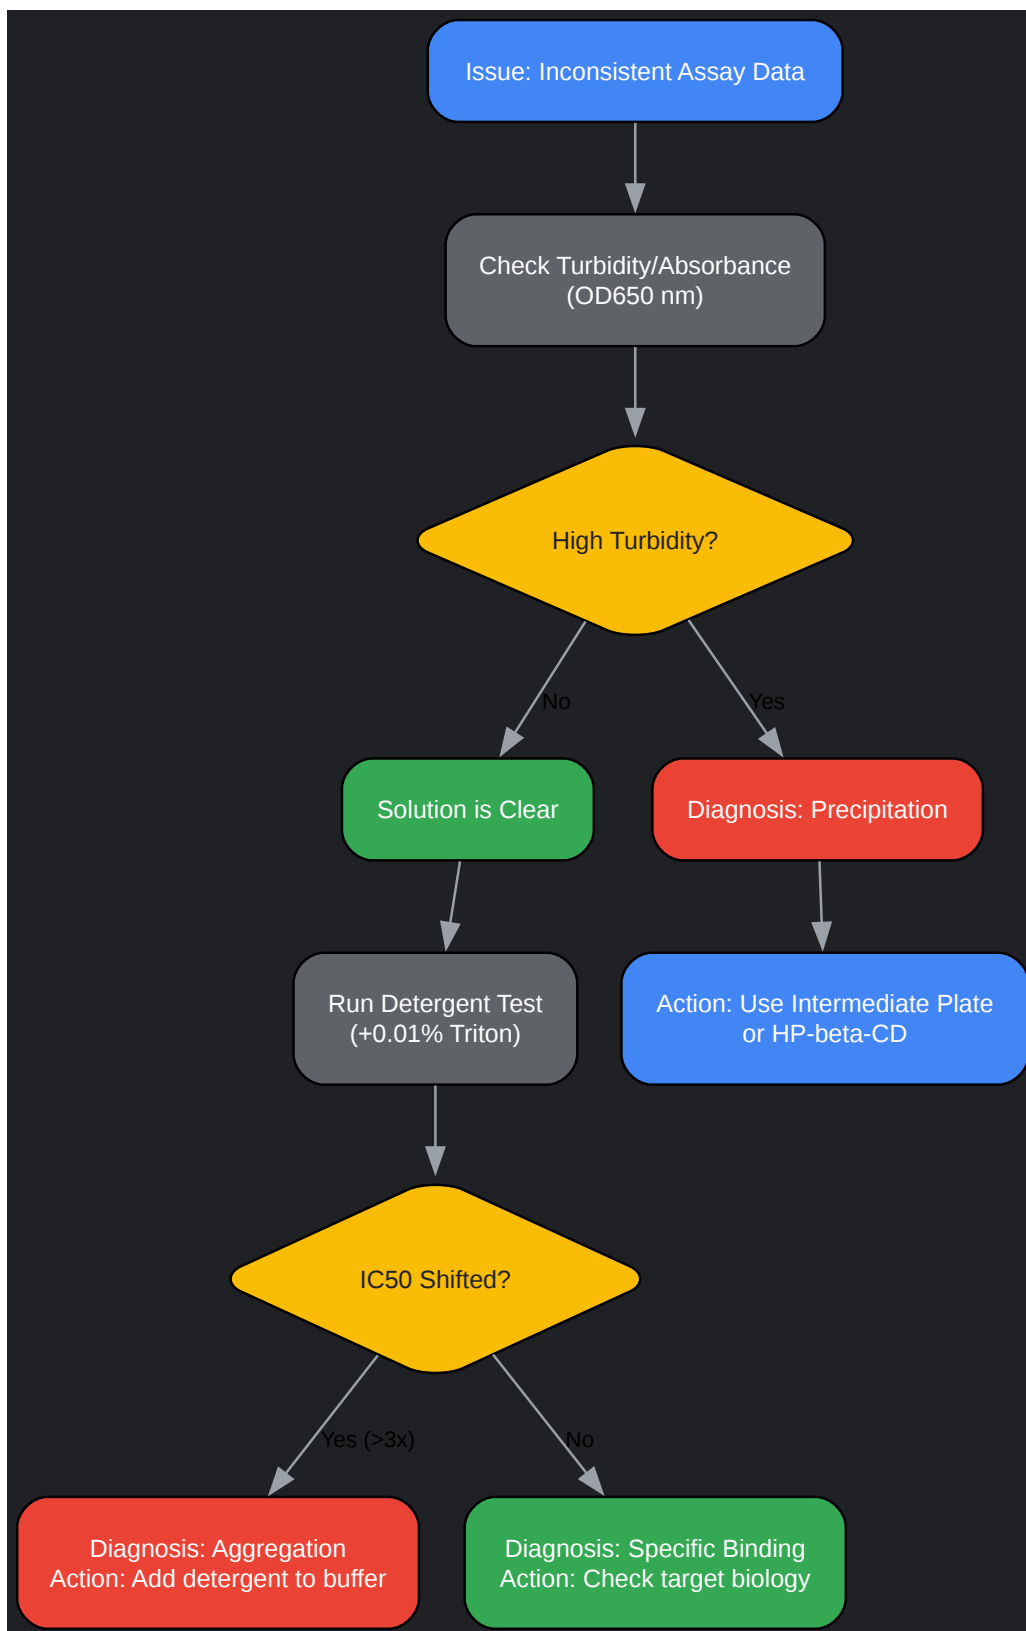 Issue: Inconsistent Assay Data
Check Turbidity/Absorbance
(OD650 nm)
High Turbidity?
No
Yes
Solution is Clear
Diagnosis: Precipitation
Run Detergent Test
(+0.01% Triton)
Action: Use Intermediate Plate
or HP-beta-CD
IC50 Shifted?
Yes (>3x)
No
Diagnosis: Aggregation
Action: Add detergent to buffer
Diagnosis: Specific Binding
Action: Check target biology